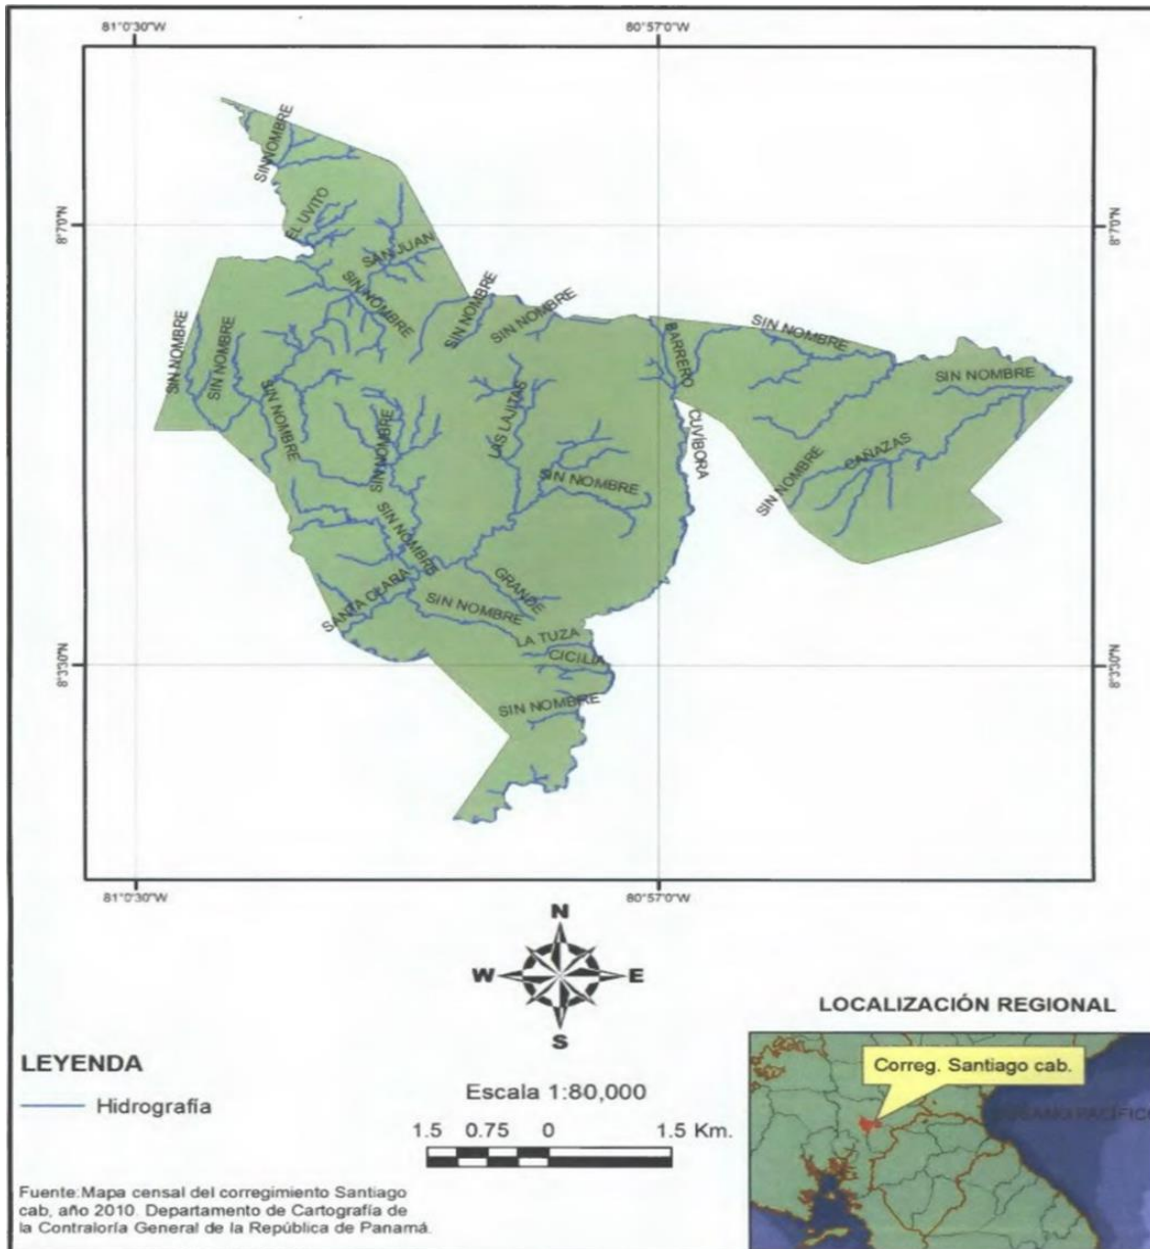 81°0'30"W
80°57'0"W
SIN NOMBRE
EL UVITO
8°7'0"N
8°7'0"N
SAN JUAN
SIN NOMBRE
SIN NOMBRE
SIN NOMBRE
SIN NOMBRE
SIN NOMBRE
SIN NOMBRE
BARRERO
SIN NOMBRE
SIN NOMBRE
SIN NOMBRE
LAS LAJITAS
SIN NOMBRE
CUVÍBORA
CAÑAZAS
SIN NOMBRE
SIN NOMBRE
SIN NOMBRE
SANTA CLARA
GRANDE
SIN NOMBRE
LA TUZA
CICILIA
8°3'30"N
8°3'30"N
SIN NOMBRE
81°0'30"W
80°57'0"W
N
W
E
S
LOCALIZACIÓN REGIONAL
LEYENDA
Hidrografía
Escala 1:80,000
1.5 0.75 0 1.5 Km.
Correg. Santiago cab.
PACÍFICO
Fuente:Mapa censal del corregimiento Santiago
cab, año 2010. Departamento de Cartografía de
la Contraloría General de la República de Panamá.